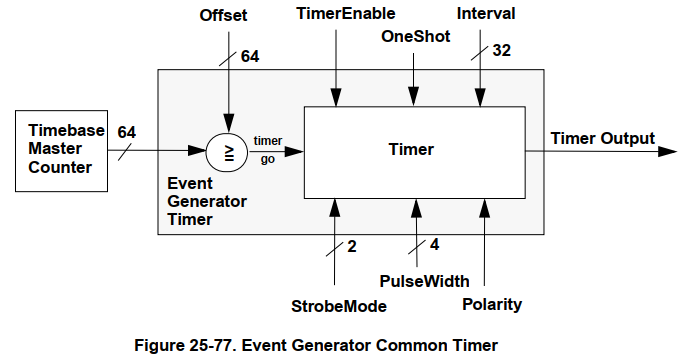 Offset
TimerEnable
Interval
OneShot
64
32
Timebase
Master
Counter
64
≥
timer
go
Timer
Timer Output
Event
Generator
Timer
2
4
PulseWidth
StrobeMode
Polarity
Figure 25-77. Event Generator Common Timer